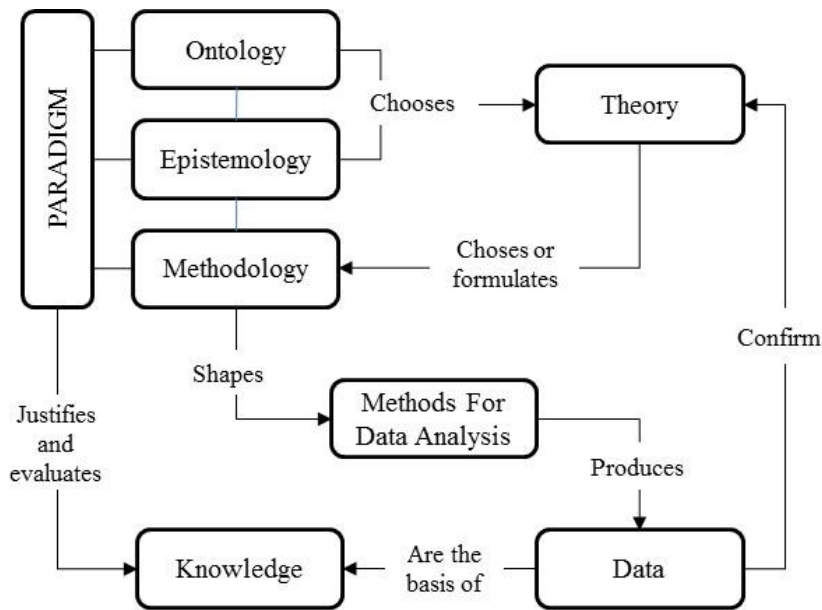 PARADIGM
Ontology
Epistemology
Methodology
Chooses
Theory
Choses or
formulates
Confirm
Shapes
Methods For
Data Analysis
Produces
Justifies
and
evaluates
Knowledge
Are the
basis of
Data